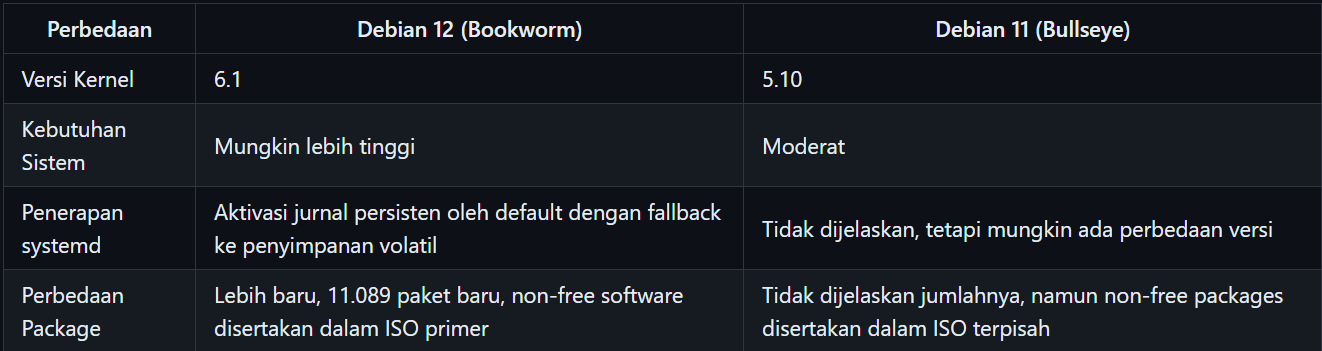 Perbedaan
Debian 12 (Bookworm)
Debian 11 (Bullseye)
Versi Kernel
6.1
5.10
Kebutuhan
Sistem
Mungkin lebih tinggi
Moderat
Penerapan
systemd
Aktivasi jurnal persisten oleh default dengan fallback
ke penyimpanan volatil
Tidak dijelaskan, tetapi mungkin ada perbedaan versi
Perbedaan
Package
Lebih baru, 11.089 paket baru, non-free software
disertakan dalam ISO primer
Tidak dijelaskan jumlahnya, namun non-free packages
disertakan dalam ISO terpisah